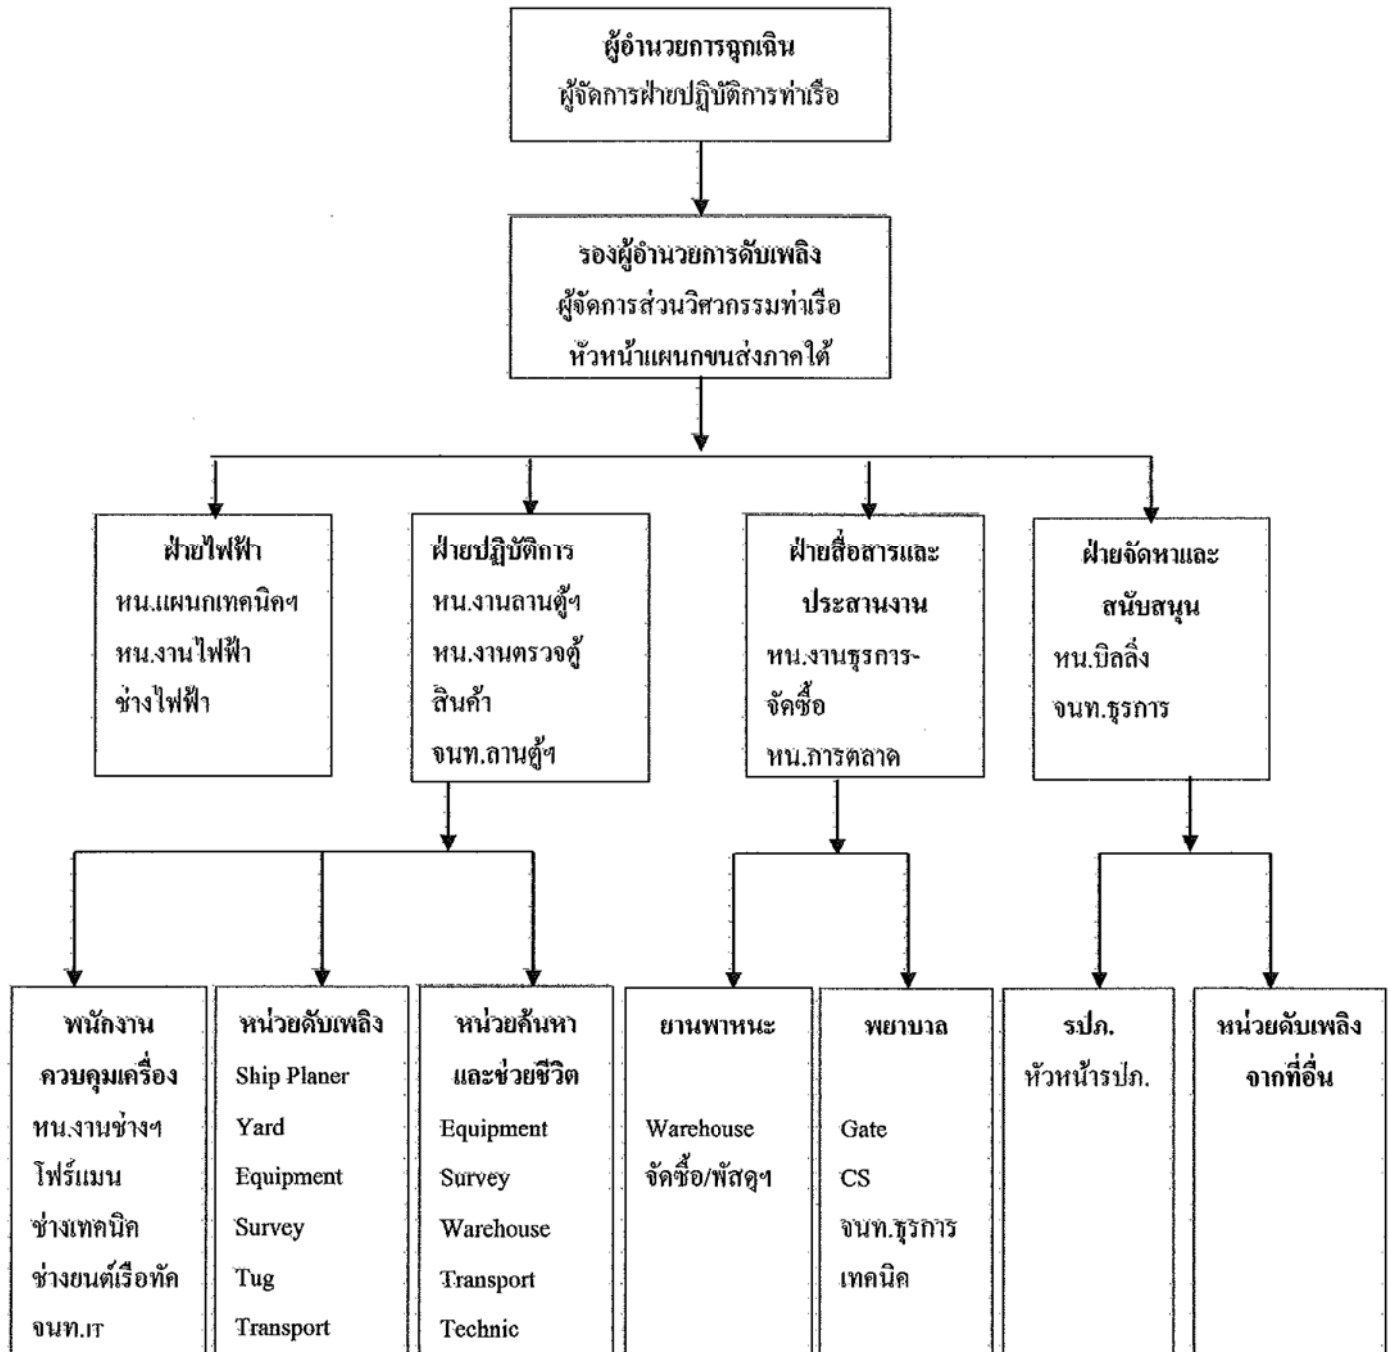 ผู้อำนวยการฉุกเฉิน
ผู้จัดการฝ่ายปฏิบัติการท่าเรือ
รองผู้อำนวยการดับเพลิง
ผู้จัดการส่วนวิศวกรรมท่าเรือ
หัวหน้าแผนกขนส่งภาคใต้
ฝ่ายไฟฟ้า
หน.แผนกเทคนิคฯ
หน.งานไฟฟ้า
ช่างไฟฟ้า
ฝ่ายปฏิบัติการ
หน.งานลานตู้ฯ
หน.งานตรวจตู้
สินค้า
จนท.ลานตู้ฯ
ฝ่ายสื่อสารและ
ประสานงาน
หน.งานธุรการ-
จัดซื้อ
หน.การตลาด
ฝ่ายจัดหาและ
สนับสนุน
หน.บิลลิ่ง
จนท.ธุรการ
พนักงาน
ควบคุมเครื่อง
หน.งานช่างฯ
โฟร์แมน
ช่างเทคนิค
ช่างยนต์เรือทัค
จนท.IT
หน่วยดับเพลิง
Ship Planer
Yard
Equipment
Survey
Tug
Transport
หน่วยค้นหา
และช่วยชีวิต
Equipment
Survey
Warehouse
Transport
Technic
ยานพาหนะ
Warehouse
จัดซื้อ/พัสดุฯ
พยาบาล
Gate
CS
จนท.ธุรการ
เทคนิค
รปภ.
หัวหน้ารปภ.
หน่วยดับเพลิง
จากที่อื่น